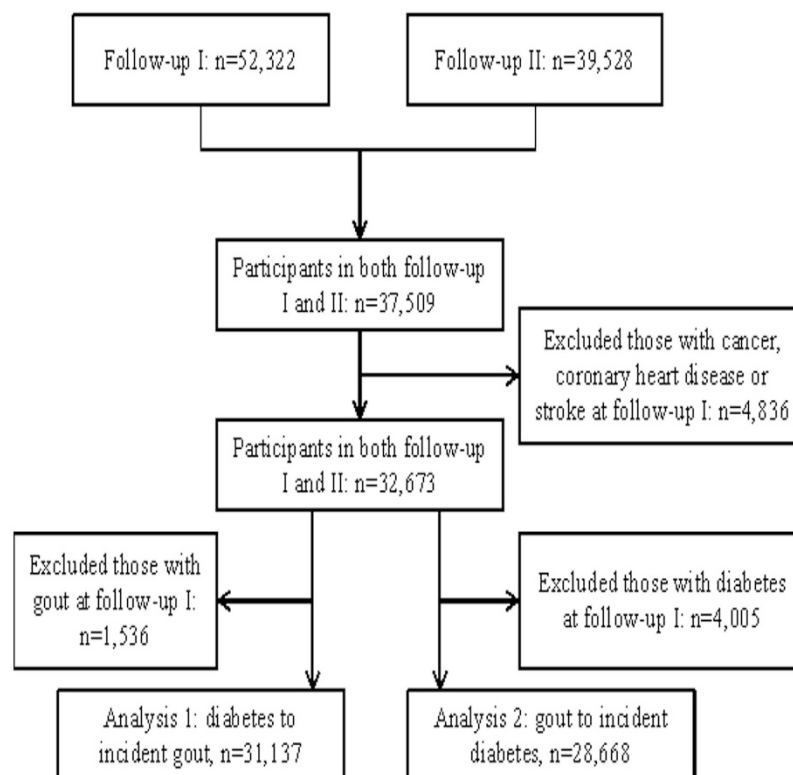 Follow-up I: n=52,322
Follow-up II: n=39,528
Participants in both follow-up
I and II: n=37,509
Excluded those with cancer,
coronary heart disease or
stroke at follow-up I: n=4,836
Participants in both follow-up
I and II: n=32,673
Excluded those with
gout at follow-up I:
n=1,536
Excluded those with diabetes
at follow-up I: n=4,005
Analysis 1: diabetes to
incident gout, n=31,137
Analysis 2: gout to incident
diabetes, n=28,668